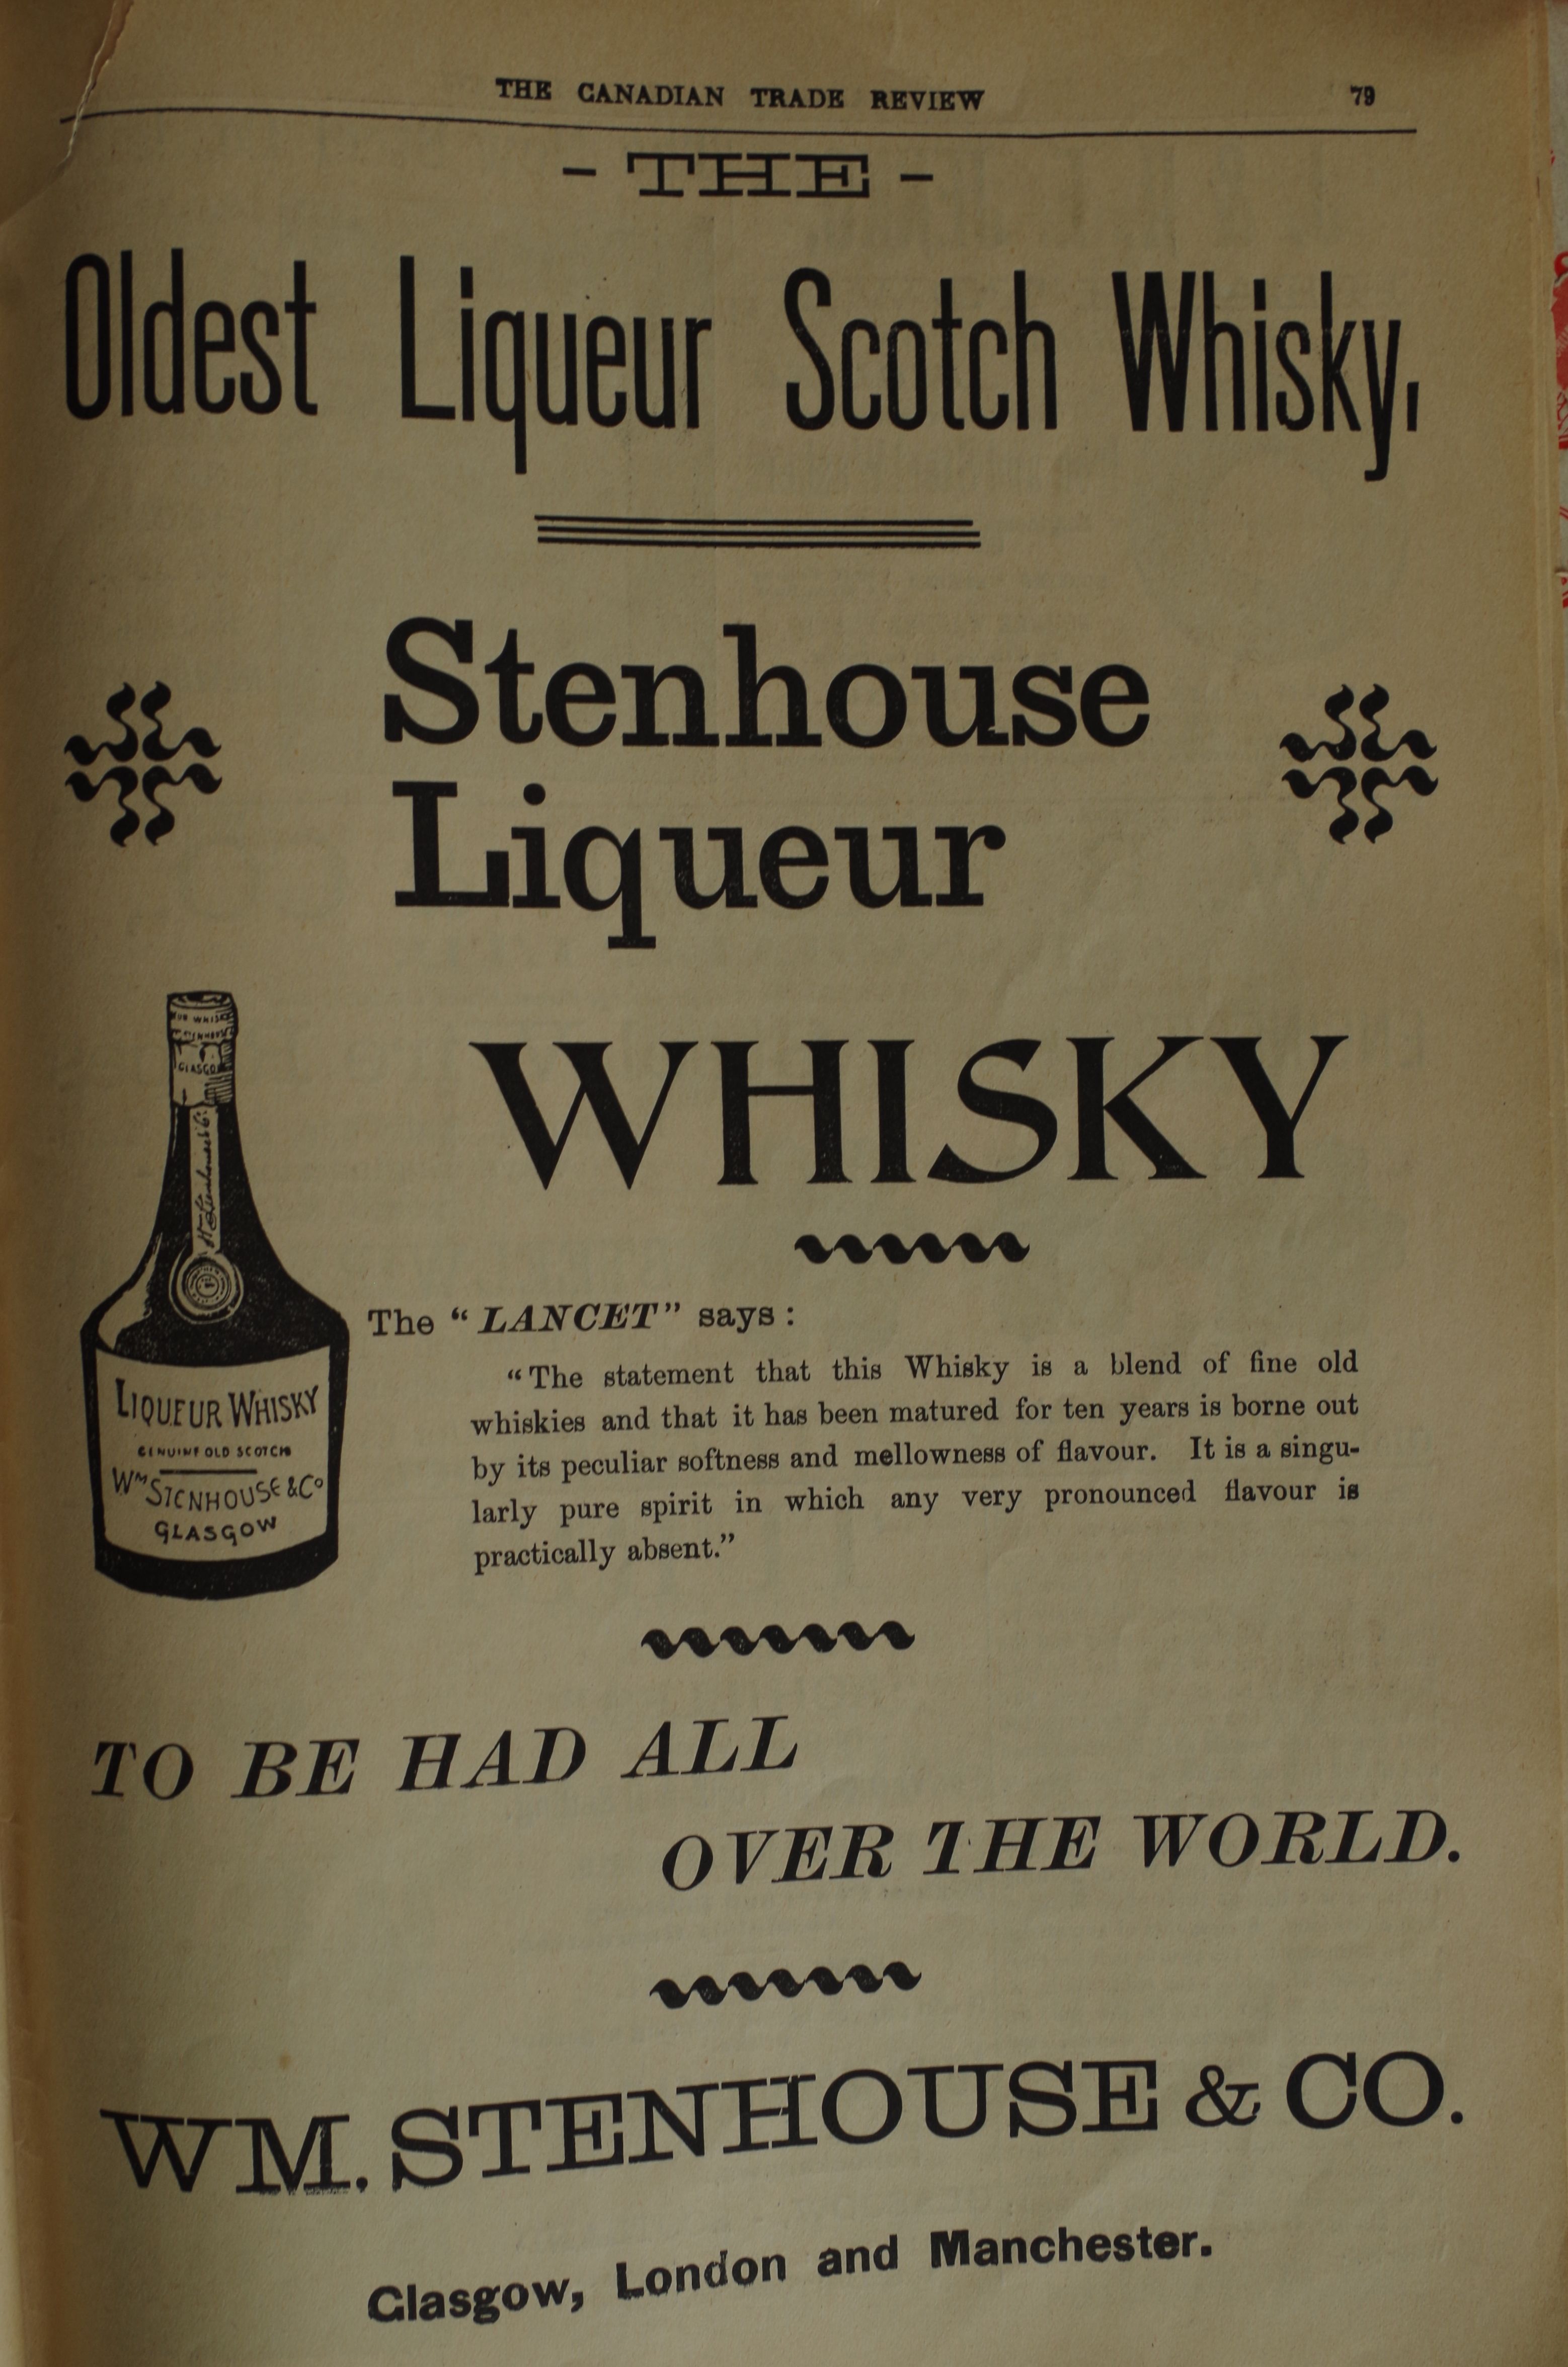 THE CANADIAN TRADE REVIEW 79
- THE -
Oldest Liqueur Scotch Whisky,
Stenhouse
Liqueur
WHISKY
GLASGO
Wm Stenhouse & Co.
LIQUEUR WHISKY
GENUINE OLD SCOTCH
WM STENHOUSE & CO
GLASGOW
The "LANCET" says:
"The statement that this Whisky is a blend of fine old
whiskies and that it has been matured for ten years is borne out
by its peculiar softness and mellowness of flavour. It is a singu-
larly pure spirit in which any very pronounced flavour is
practically absent."
TO BE HAD ALL
OVER THE WORLD.
WM. STENHOUSE & CO.
Glasgow, London and Manchester.